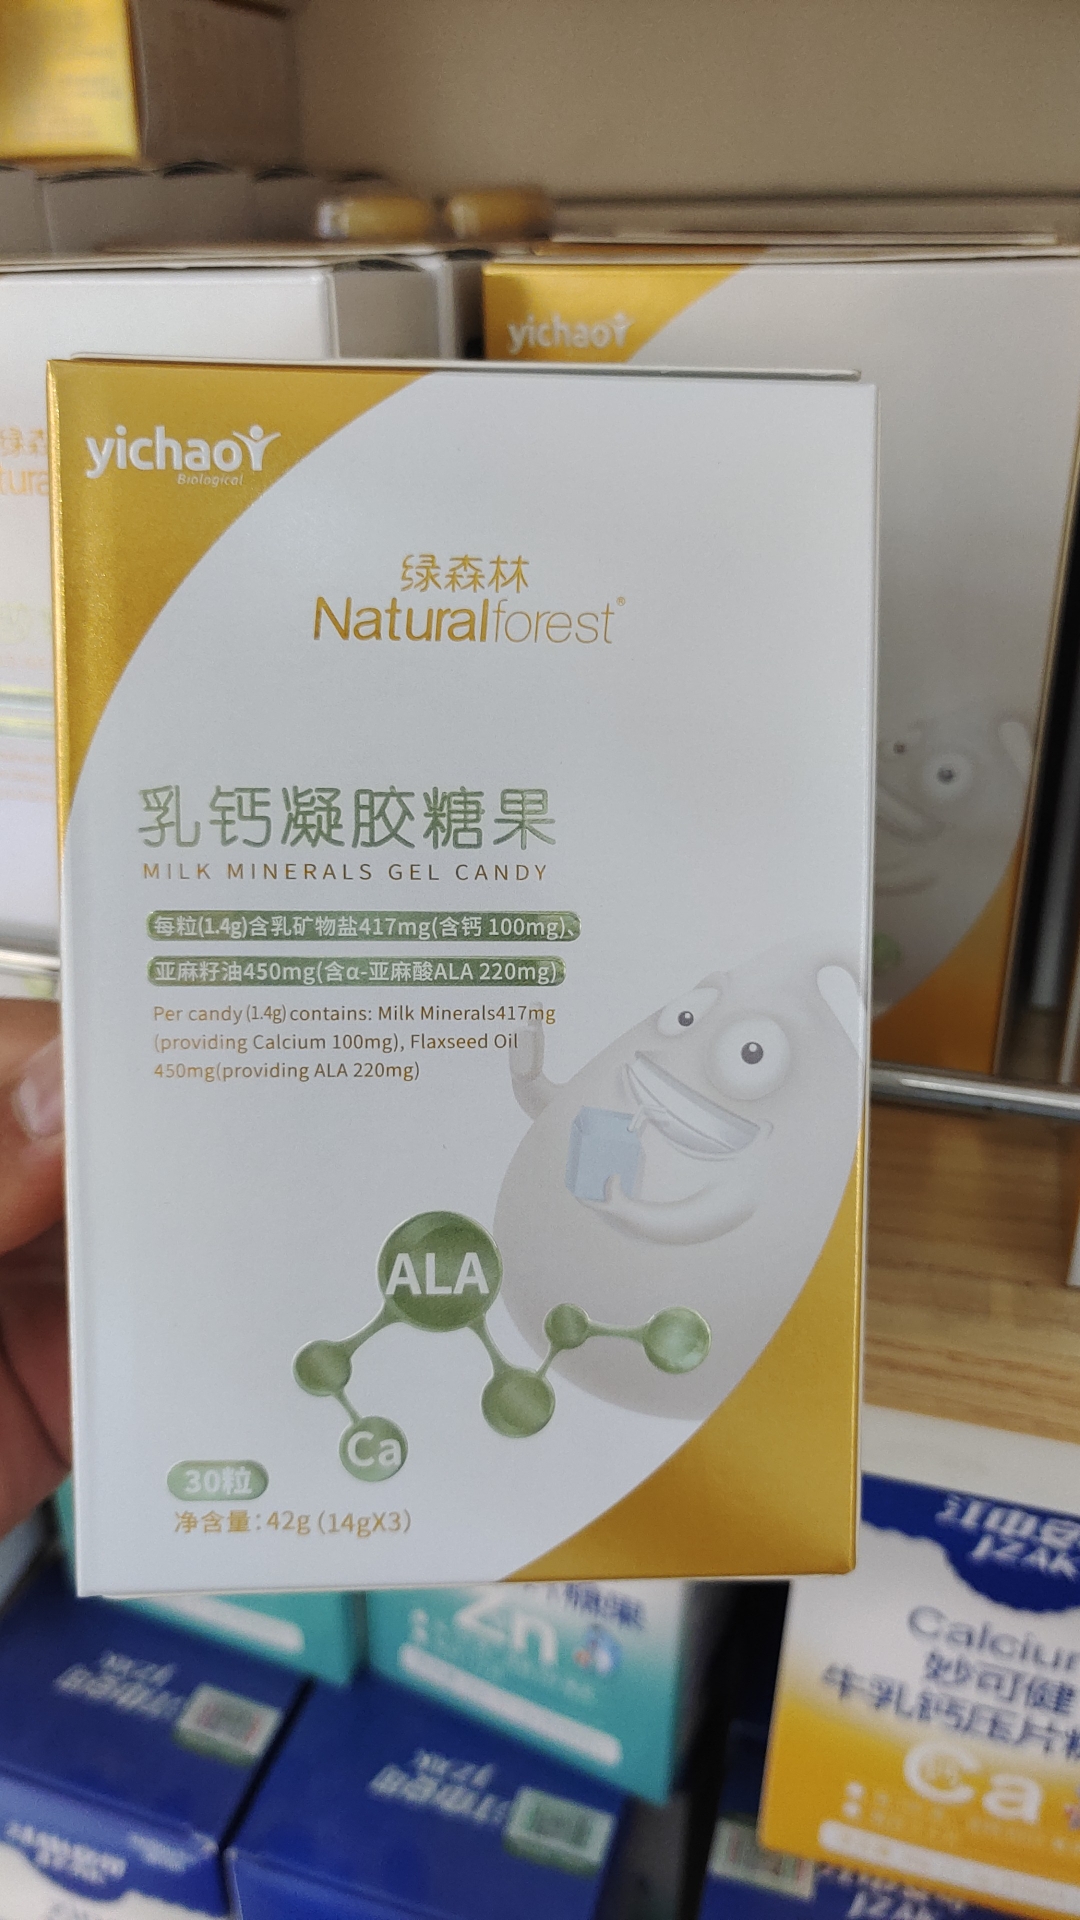 yichao
yichao
Biological
绿森林
Naturalforest®
乳钙凝胶糖果
MILK MINERALS GEL CANDY
每粒(1.4g)含乳矿物盐417mg(含钙 100mg)、
亚麻籽油450mg(含α-亚麻酸ALA 220mg)
Per candy(1.4g)contains: Milk Minerals417mg
(providing Calcium 100mg), Flaxseed Oil
450mg(providing ALA 220mg)
ALA
Ca
30粒
净含量:42g(14gX3)
Zn
Calcium
妙可健
牛乳钙压片
Ca